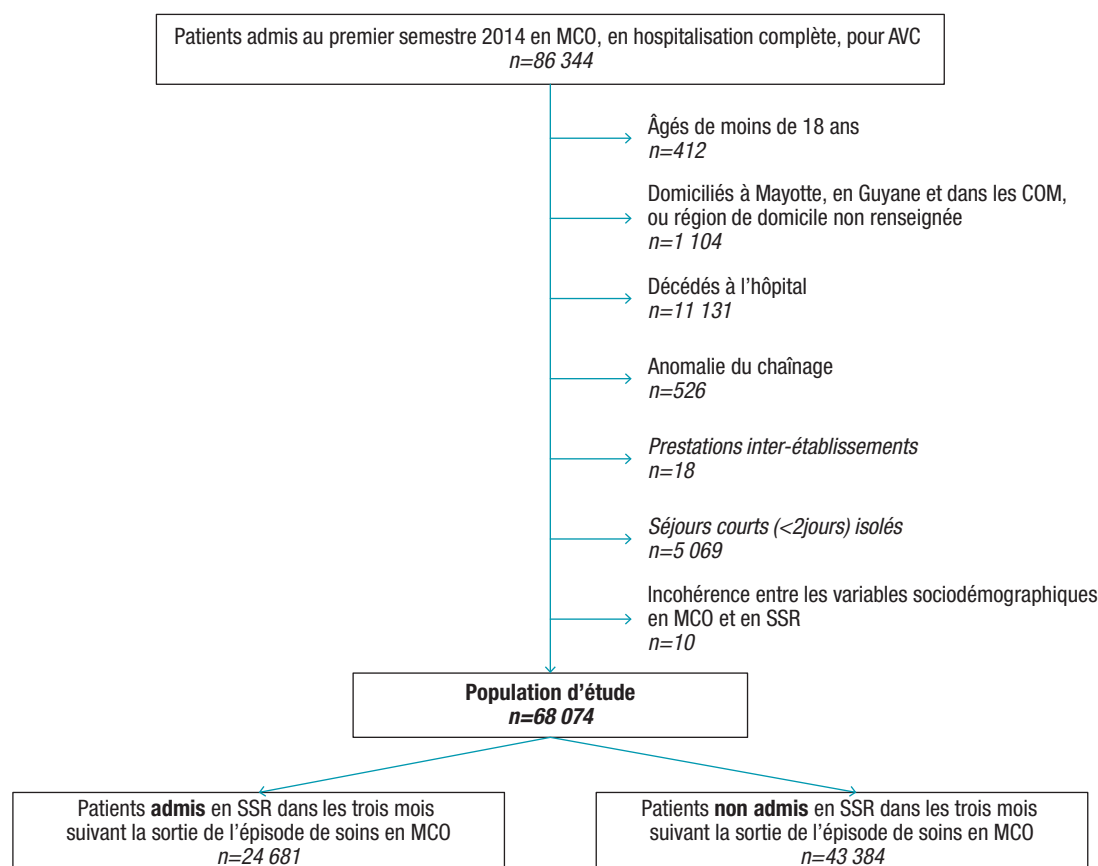 Patients admis au premier semestre 2014 en MCO, en hospitalisation complète, pour AVC
n=86 344
Âgés de moins de 18 ans
n=412
Domiciliés à Mayotte, en Guyane et dans les COM,
ou région de domicile non renseignée
n=1 104
Décédés à l’hôpital
n=11 131
Anomalie du chaînage
n=526
Prestations inter-établissements
n=18
Séjours courts (<2jours) isolés
n=5 069
Incohérence entre les variables sociodémographiques
en MCO et en SSR
n=10
Population d’étude
n=68 074
Patients admis en SSR dans les trois mois
suivant la sortie de l’épisode de soins en MCO
n=24 681
Patients non admis en SSR dans les trois mois
suivant la sortie de l’épisode de soins en MCO
n=43 384